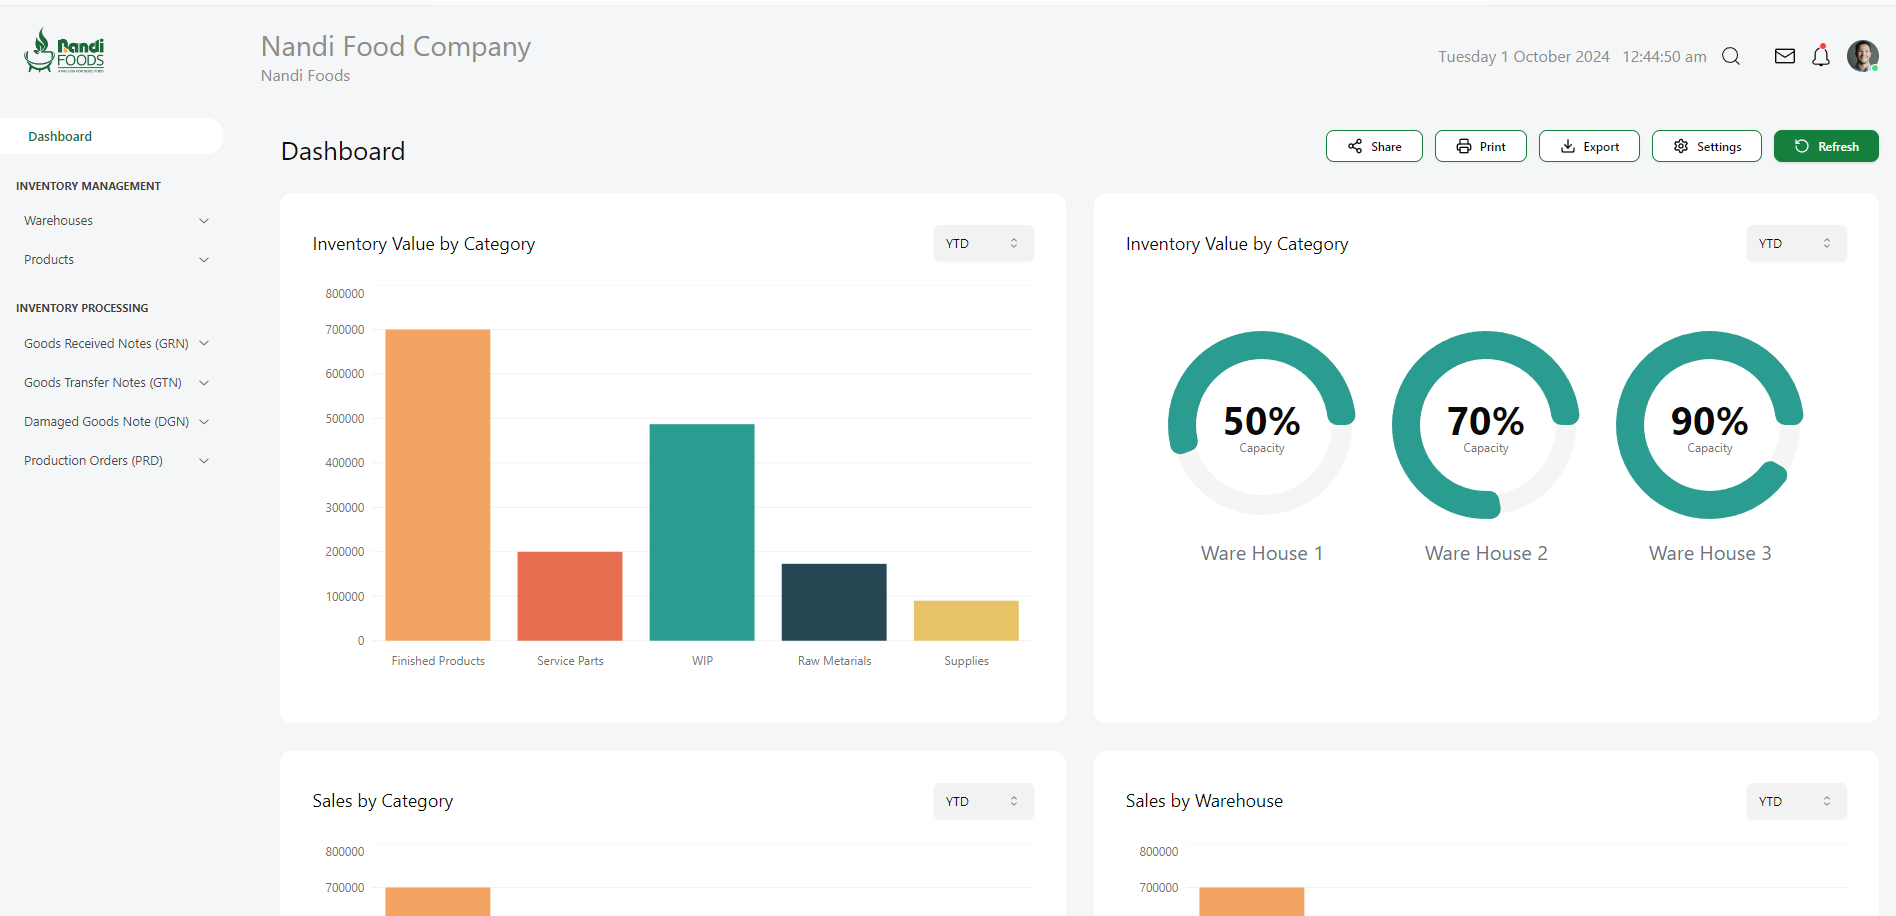 Nandi
FOODS
Nandi Food Company
Nandi Foods
Tuesday 1 October 2024 12:44:50 am
Dashboard
INVENTORY MANAGEMENT
Warehouses
Products
INVENTORY PROCESSING
Goods Received Notes (GRN)
Goods Transfer Notes (GTN)
Damaged Goods Note (DGN)
Production Orders (PRD)
Dashboard
Share
Print
Export
Settings
Refresh
Inventory Value by Category
YTD
800000
700000
600000
500000
400000
300000
200000
100000
0
Finished Products
Service Parts
WIP
Raw Metarials
Supplies
Inventory Value by Category
YTD
50%
Capacity
Ware House 1
70%
Capacity
Ware House 2
90%
Capacity
Ware House 3
Sales by Category
YTD
800000
700000
Sales by Warehouse
YTD
800000
700000